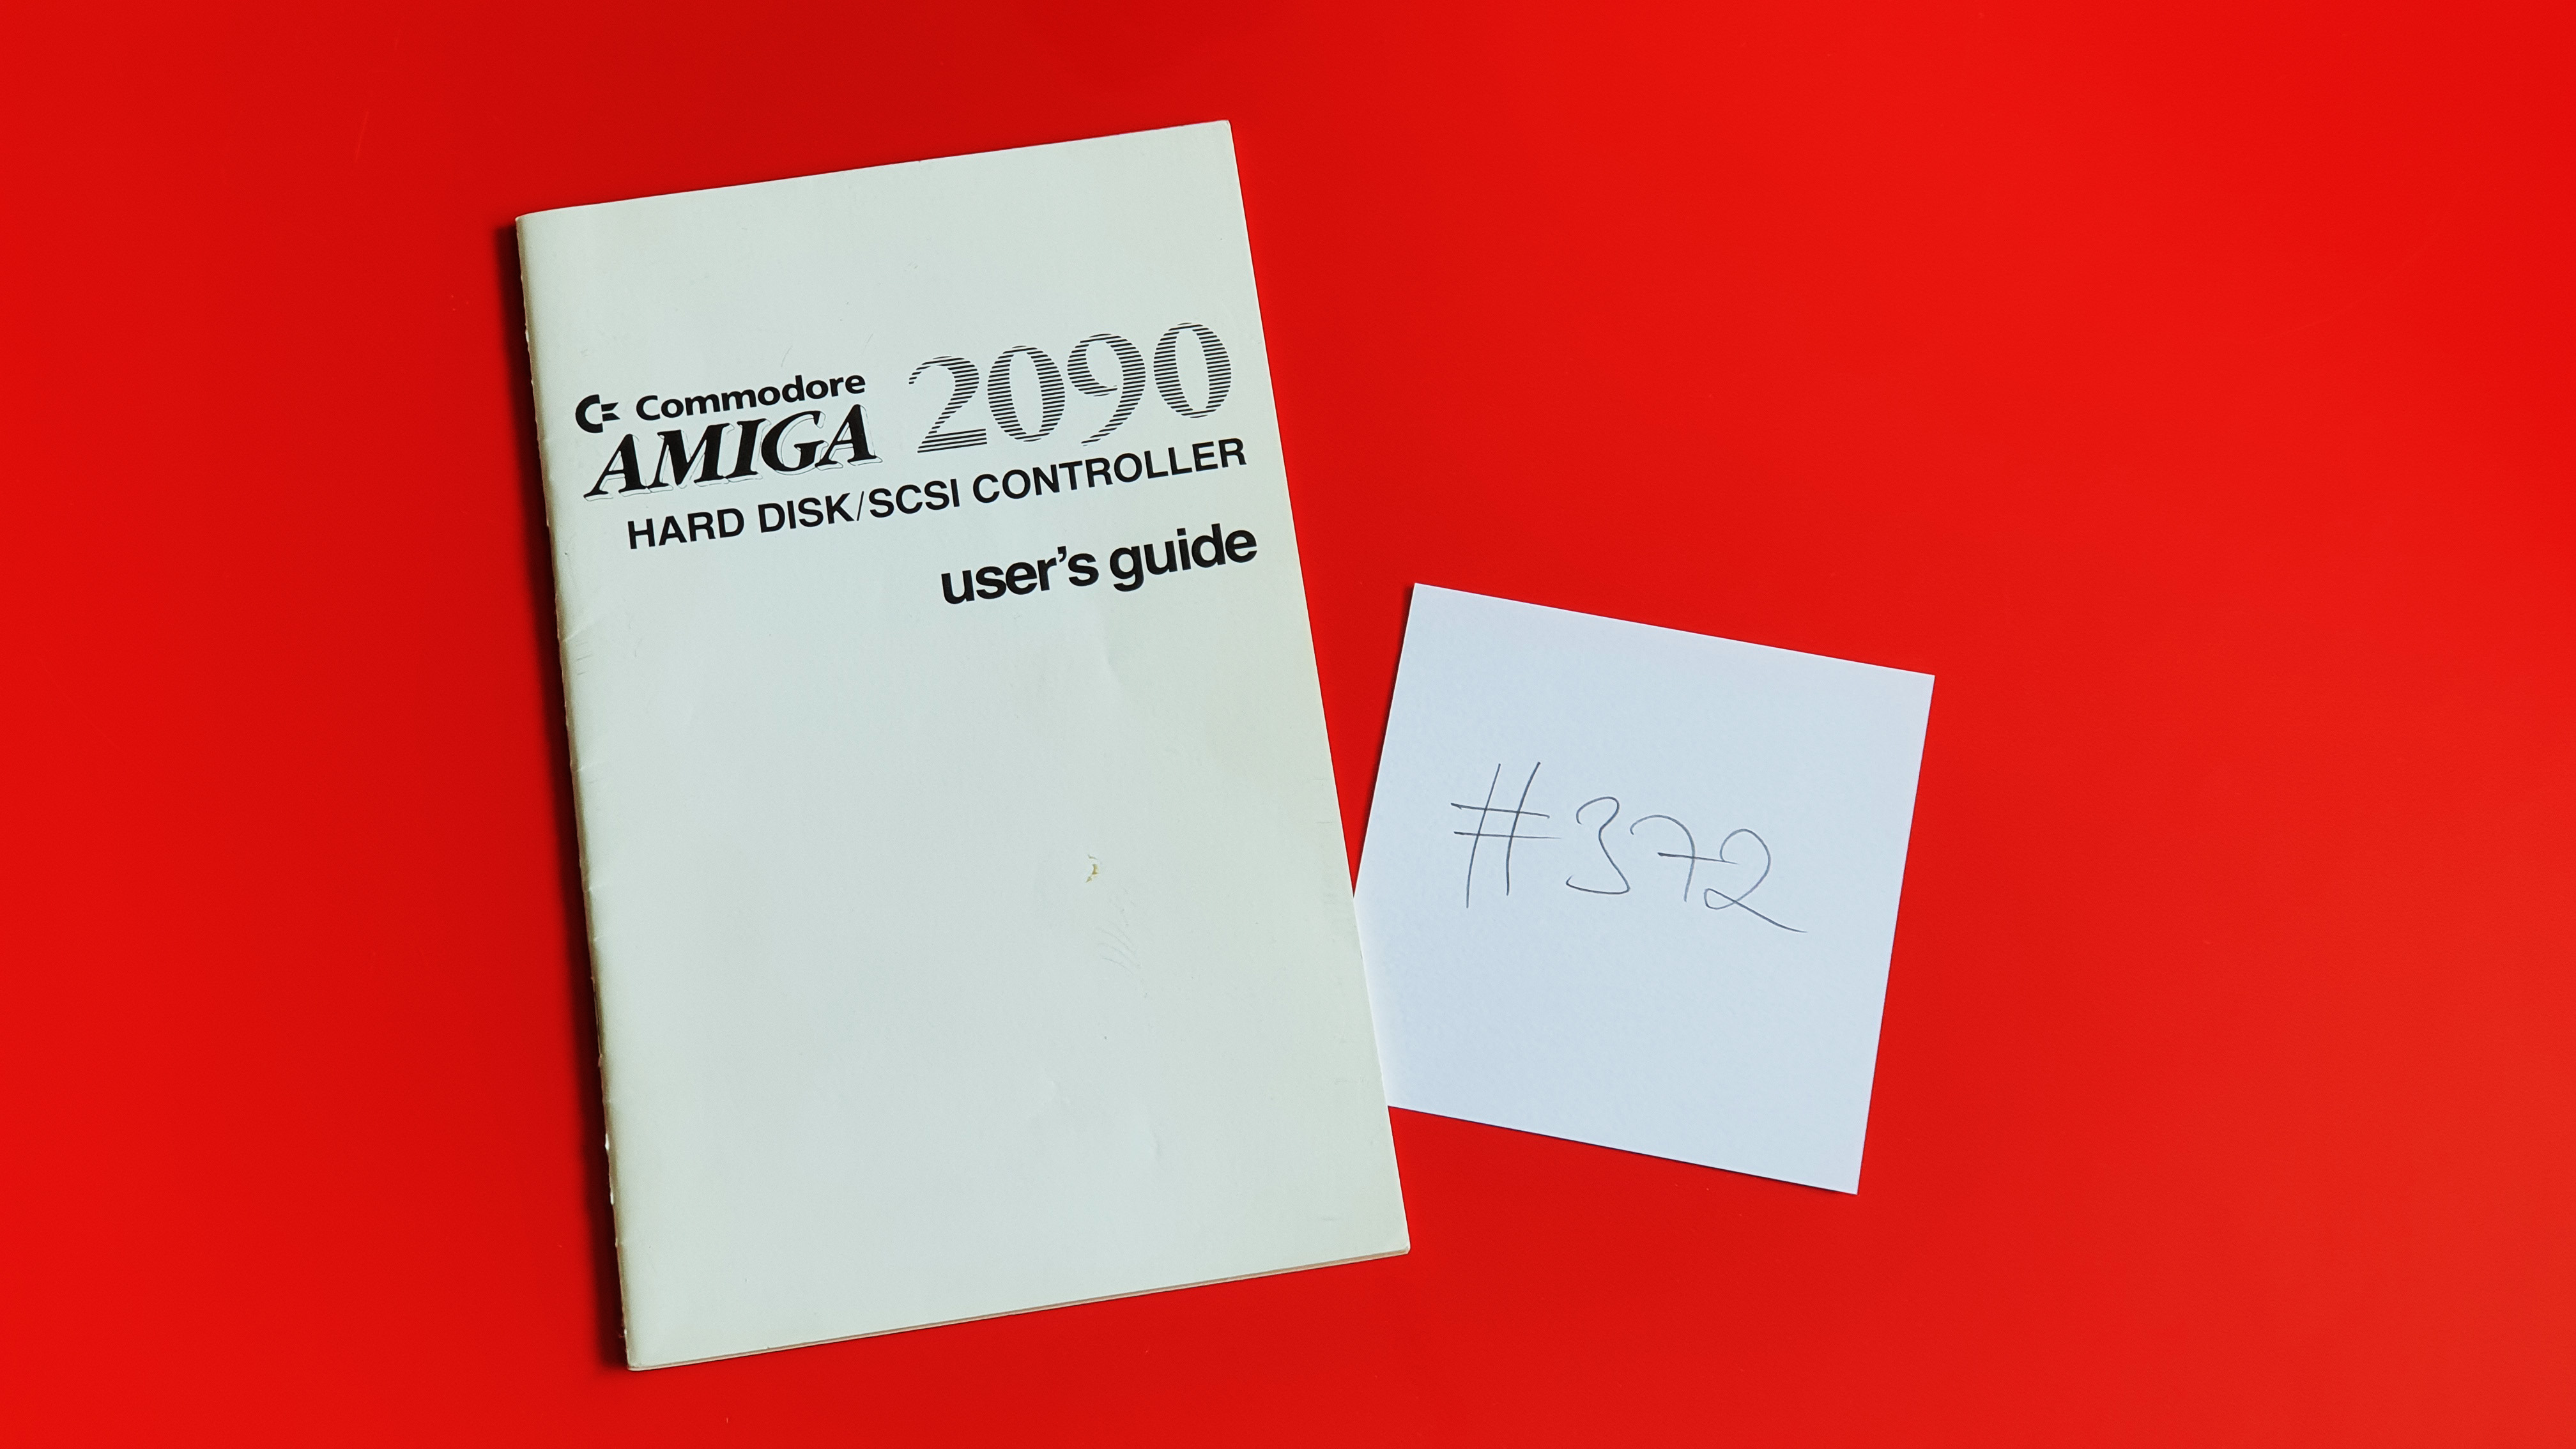 Commodore
AMIGA 2090
HARD DISK/SCSI CONTROLLER
user's guide
#372